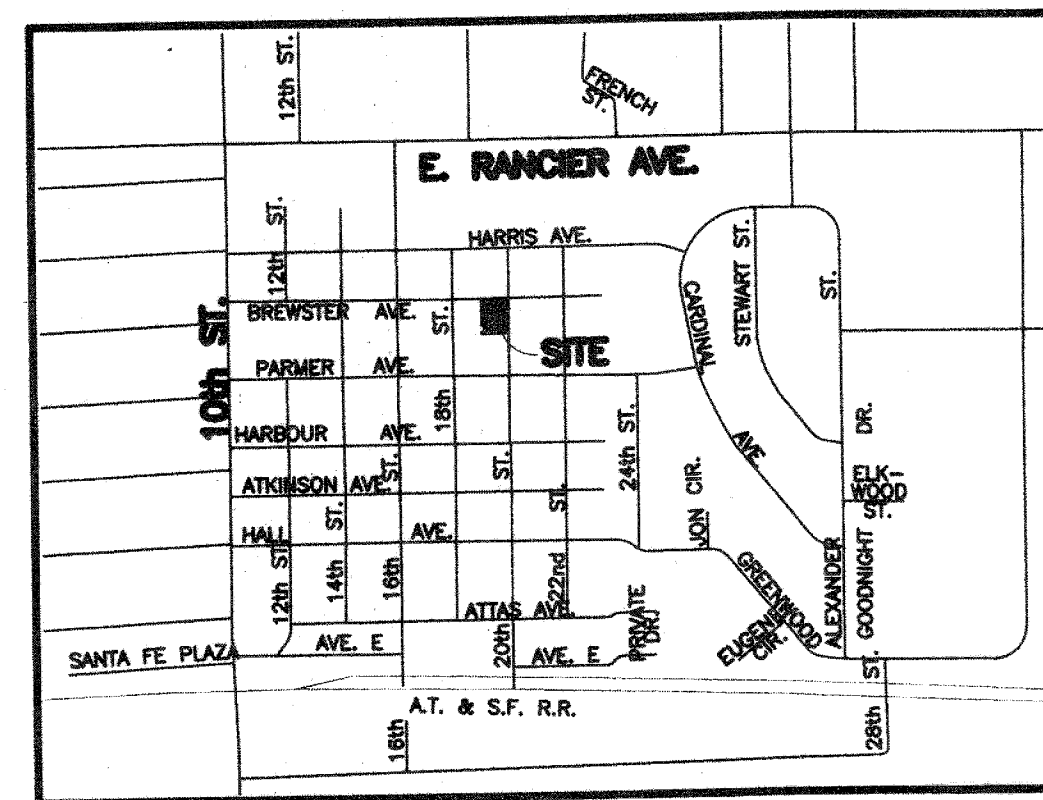 12th ST.
FRENCH
ST.
E. RANCIER AVE.
12th ST.
HARRIS AVE.
STEWART ST.
ST.
CARDINAL
AVE.
10th ST.
BREWSTER AVE.
ST.
SITE
PARMER AVE.
18th
HARBOUR AVE.
24th ST.
DR.
ATKINSON AVE.
ST.
ST.
ST.
JON CIR.
ELK-
WOOD
ST.
HALL AVE.
ST.
12th ST.
14th
16th
22nd
ATTAS AVE.
PRIVATE
DR.
GREENWOOD
EUGENE
CIR.
ALEXANDER
GOODNIGHT
SANTA FE PLAZA
AVE. E
20th
AVE. E
ST.
A.T. & S.F. R.R.
16th
28th